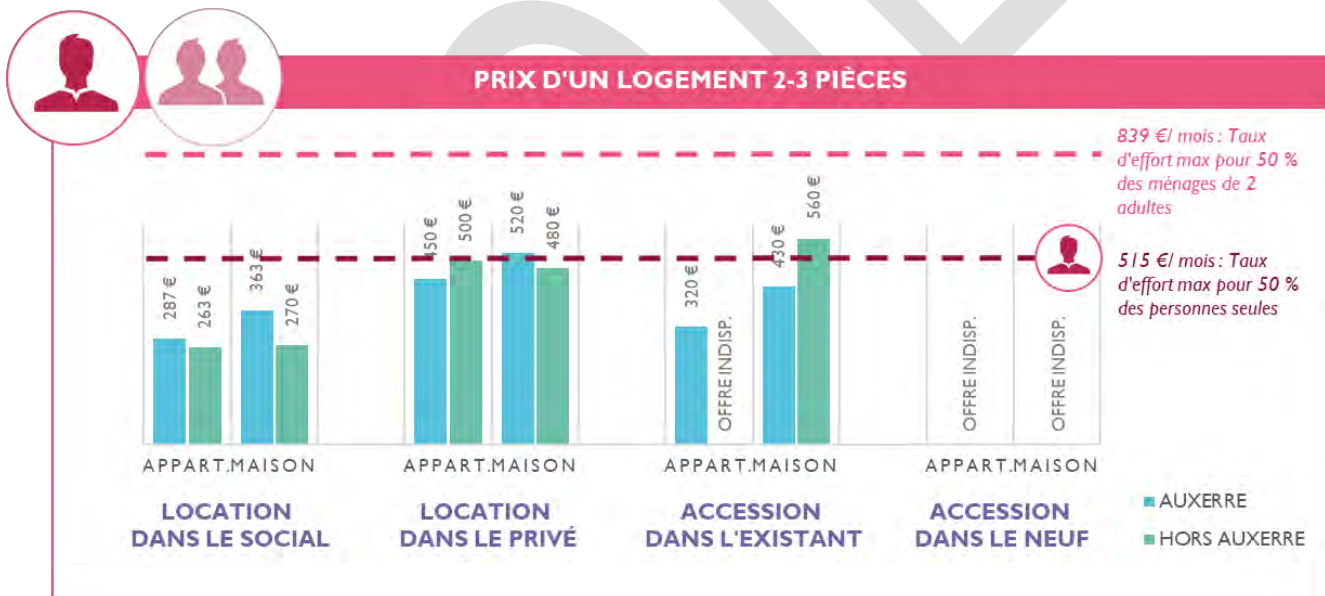 PRIX D'UN LOGEMENT 2-3 PIÈCES
839 €/ mois : Taux
d'effort max pour 50 %
des ménages de 2
adultes
515 €/ mois : Taux
d'effort max pour 50 %
des personnes seules
287 €
263 €
363 €
270 €
450 €
500 €
520 €
480 €
320 €
OFFRE INDISP.
430 €
560 €
OFFRE INDISP.
OFFRE INDISP.
APPART. MAISON
APPART. MAISON
APPART. MAISON
APPART. MAISON
LOCATION
DANS LE SOCIAL
LOCATION
DANS LE PRIVÉ
ACCESSION
DANS L'EXISTANT
ACCESSION
DANS LE NEUF
AUXERRE
HORS AUXERRE